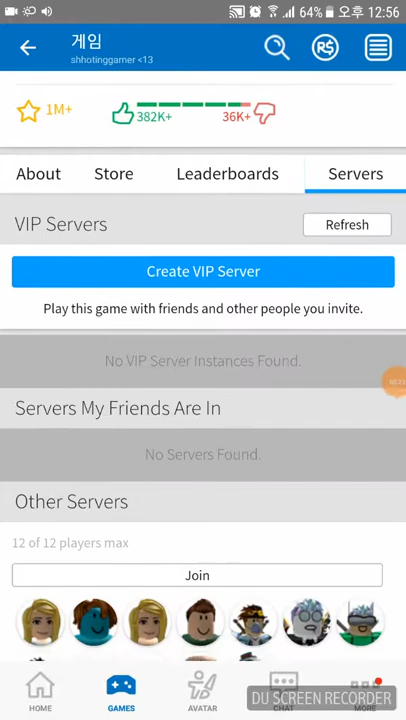 64% 오후 12:56
게임
shhotinggamer <13
R$
1M+
382K+
36K+
About Store Leaderboards Servers
VIP Servers
Refresh
Create VIP Server
Play this game with friends and other people you invite.
No VIP Server Instances Found.
Servers My Friends Are In
No Servers Found.
Other Servers
12 of 12 players max
Join
HOME GAMES AVATAR CHAT MORE
DU SCREEN RECORDER